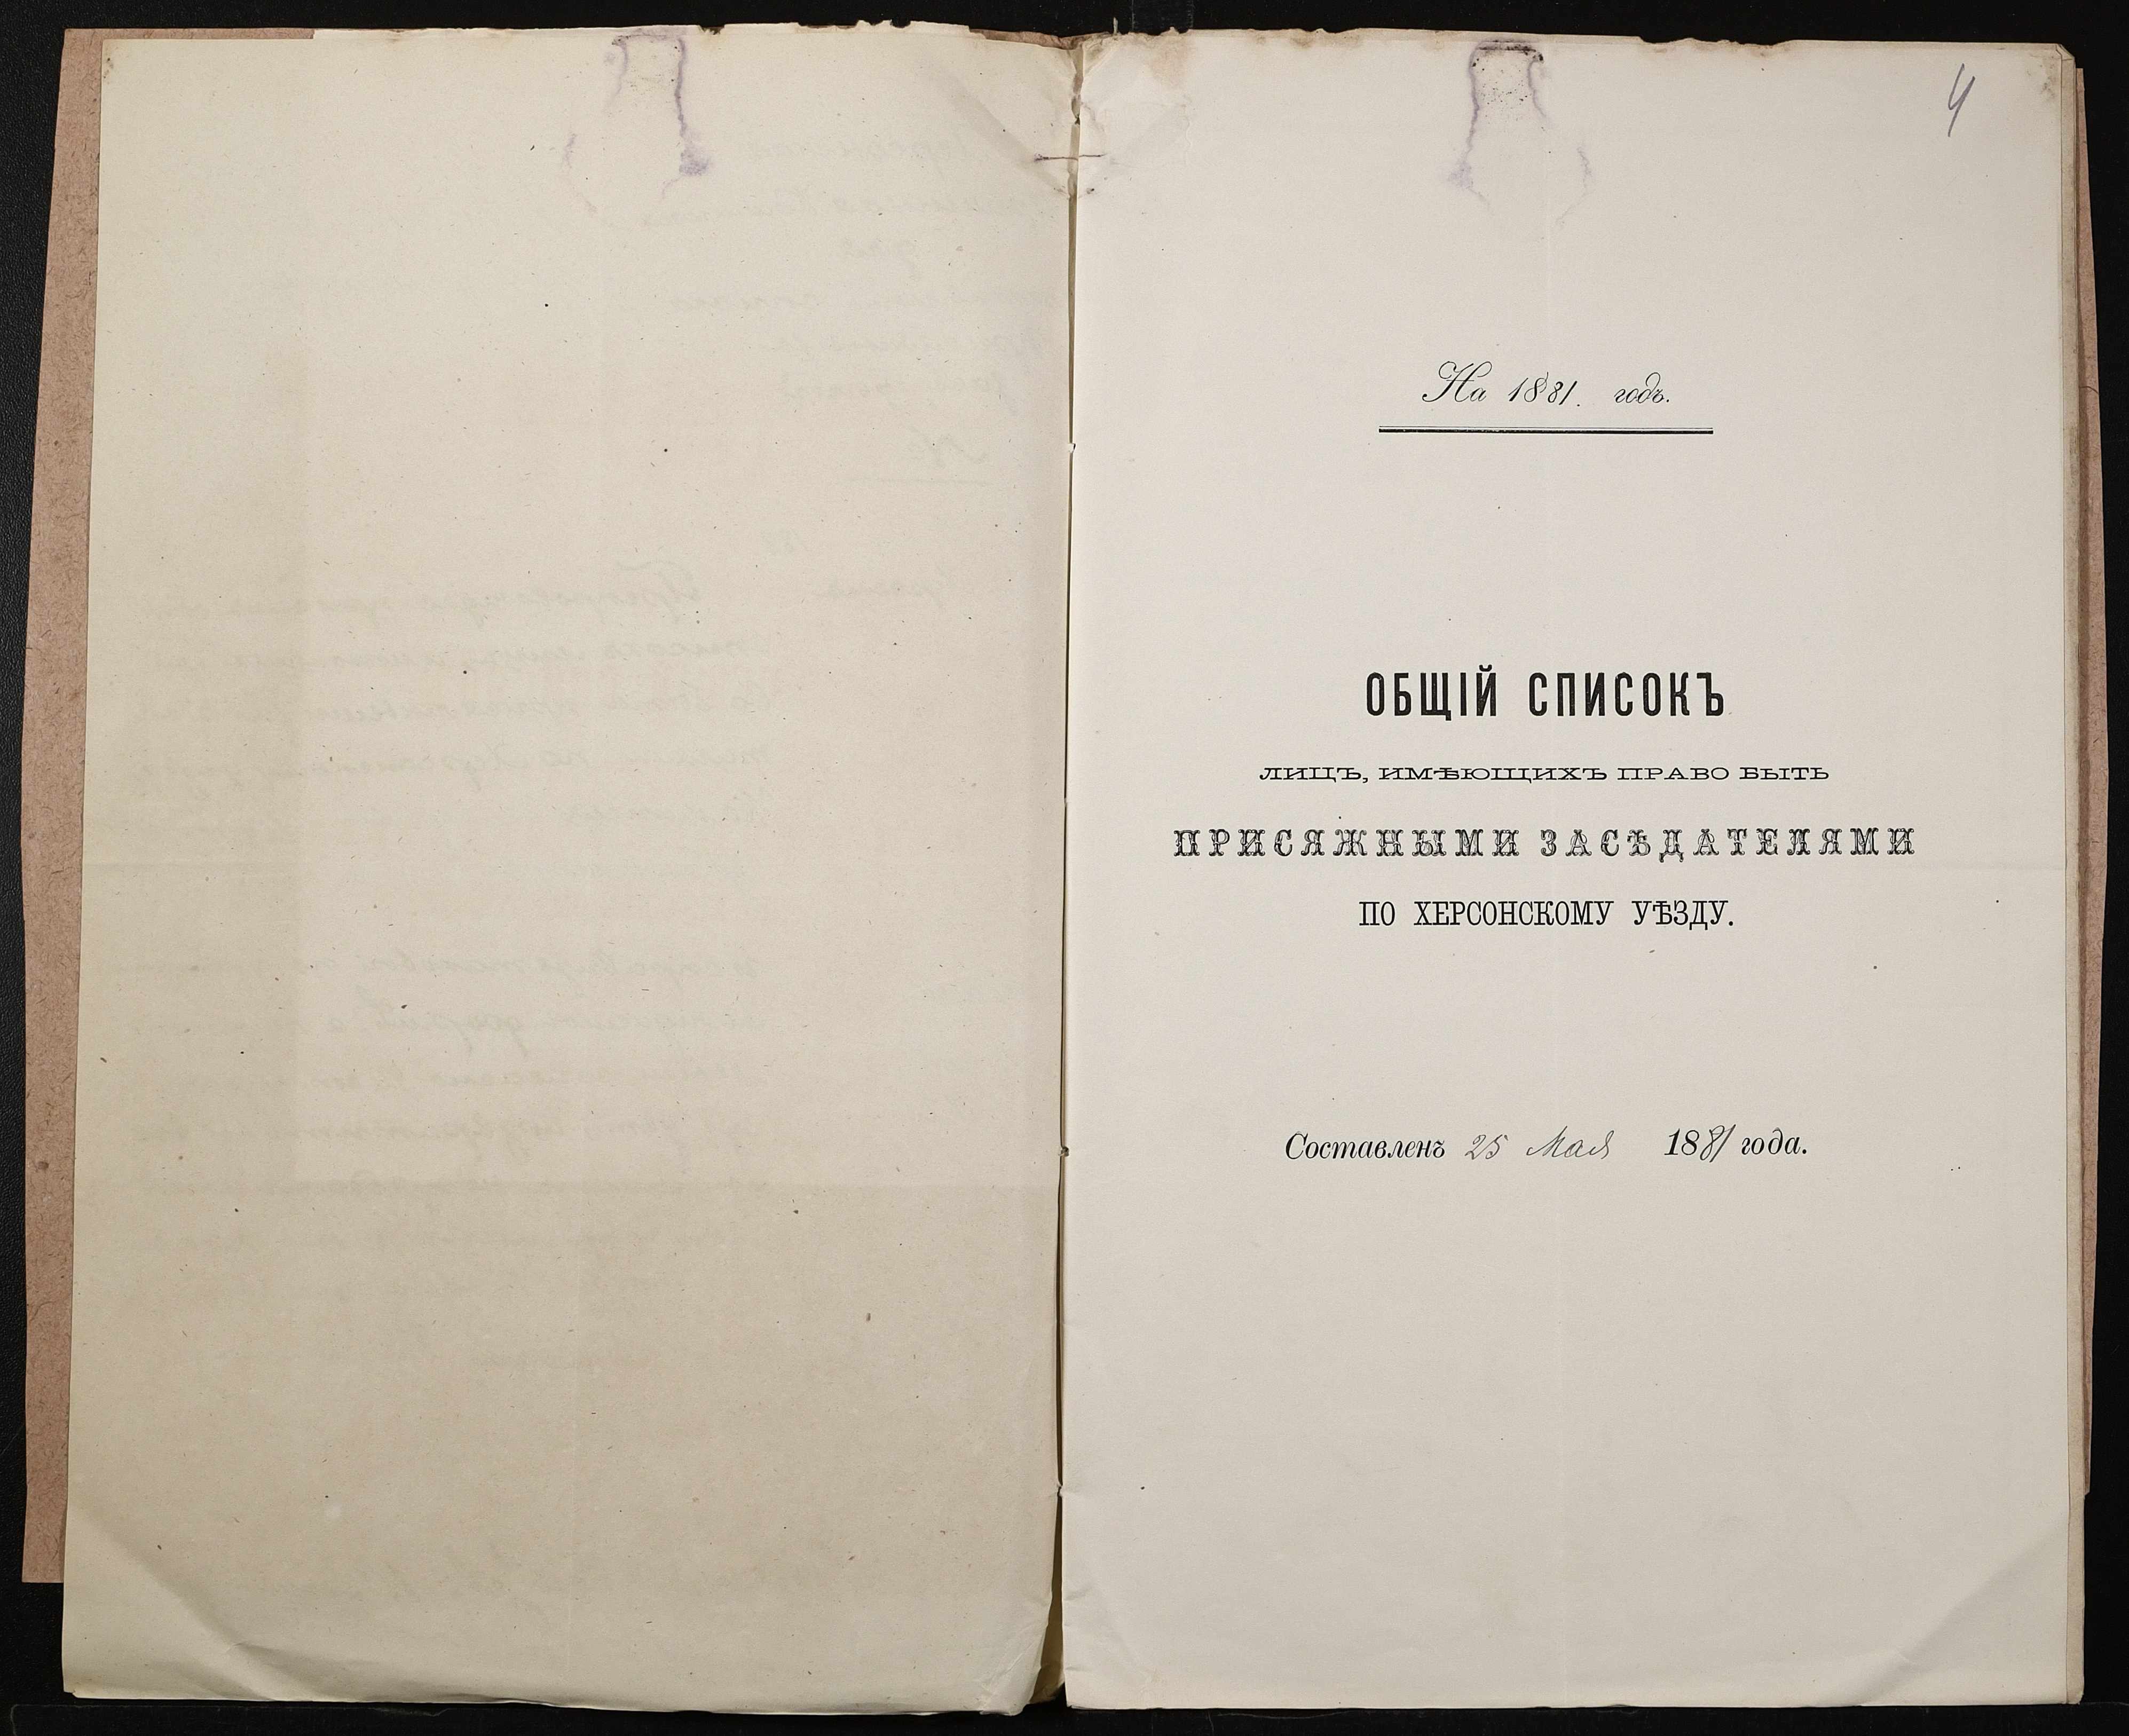 4
На 1881. годъ.
ОБЩІЙ СПИСОКЪ
ЛИЦЪ, ИМѢЮЩИХЪ ПРАВО БЫТЬ
ПРИСЯЖНЫМИ ЗАСѢДАТЕЛЯМИ
ПО ХЕРСОНСКОМУ УѢЗДУ.
Составленъ 25 Мая 1881 года.